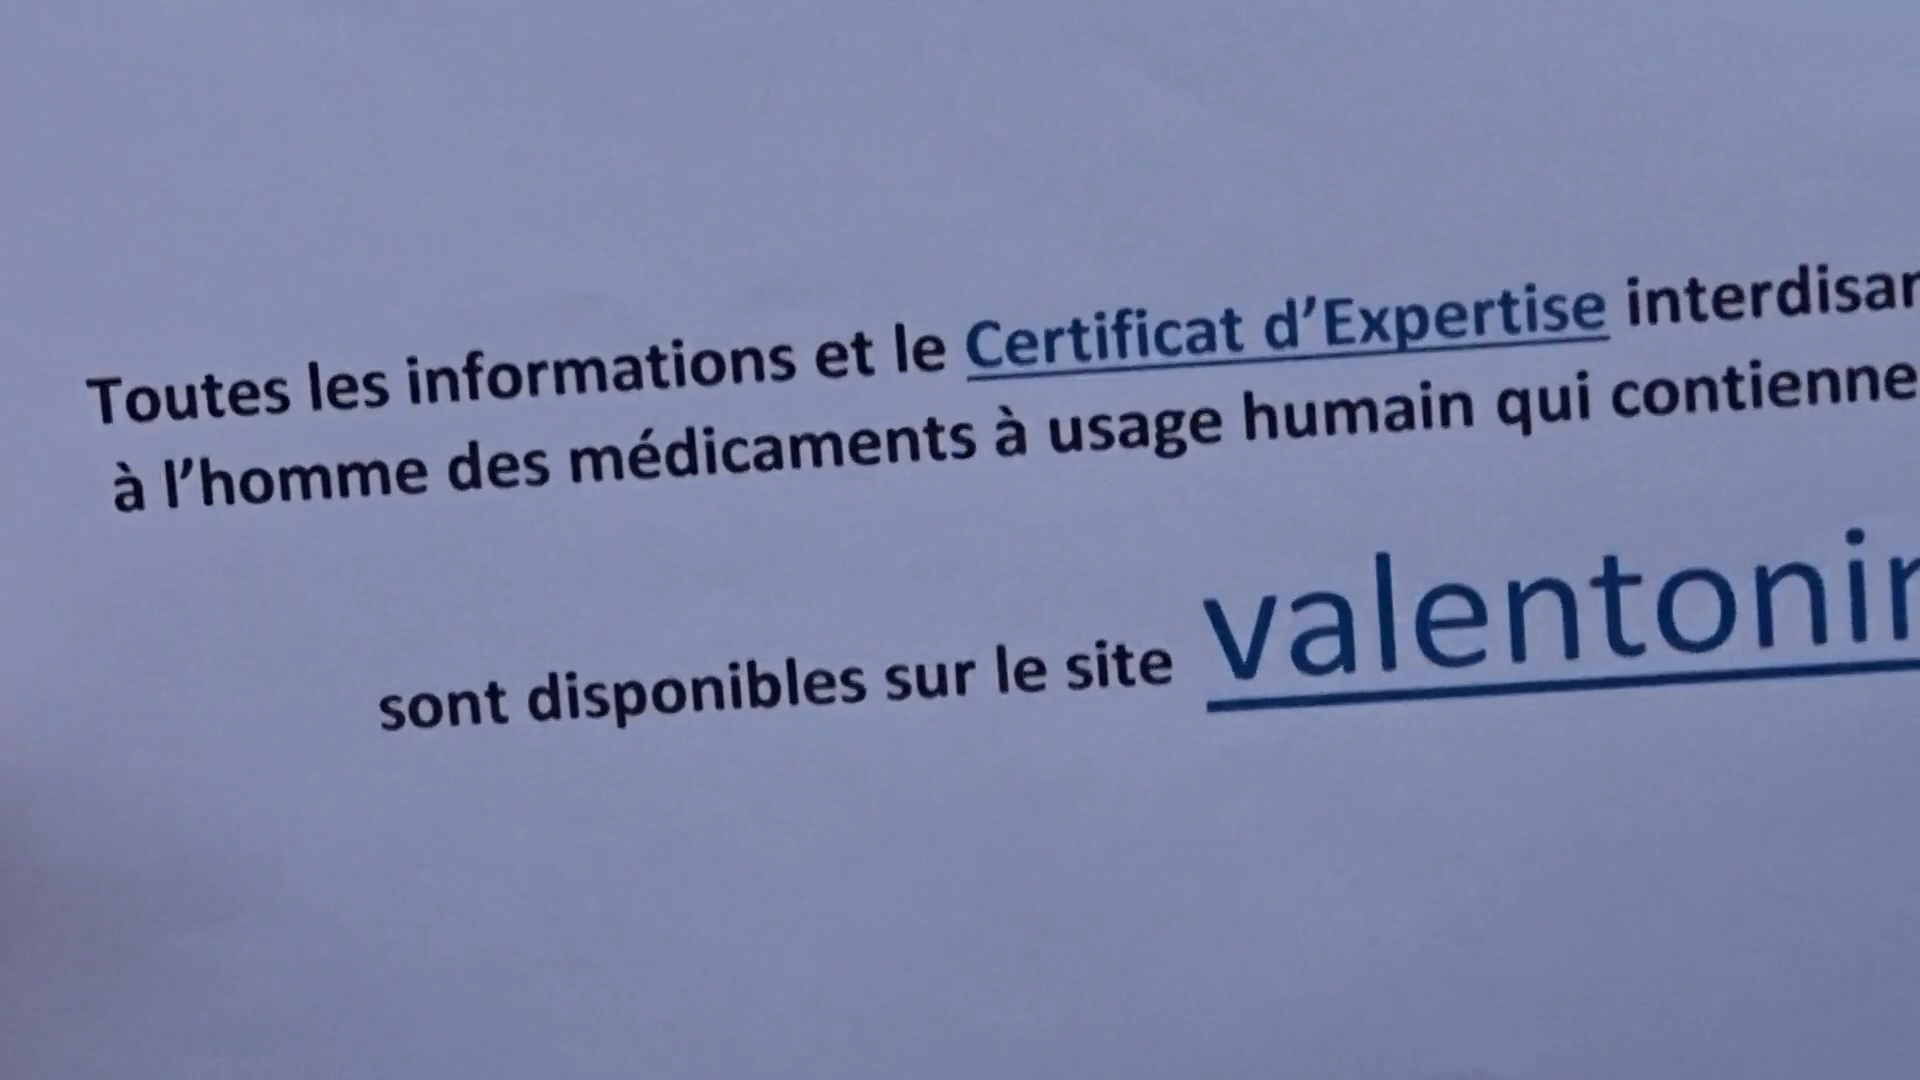 Toutes les informations et le Certificat d’Expertise interdisan
à l’homme des médicaments à usage humain qui contienne
sont disponibles sur le site valentonin